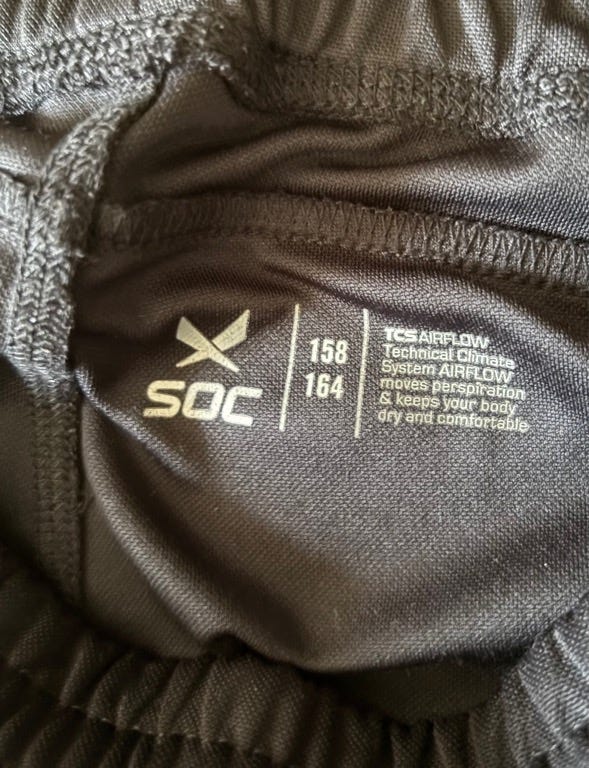 SOC
158
164
TCS AIRFLOW
Technical Climate
System AIRFLOW
moves perspiration
& keeps your body
dry and comfortable